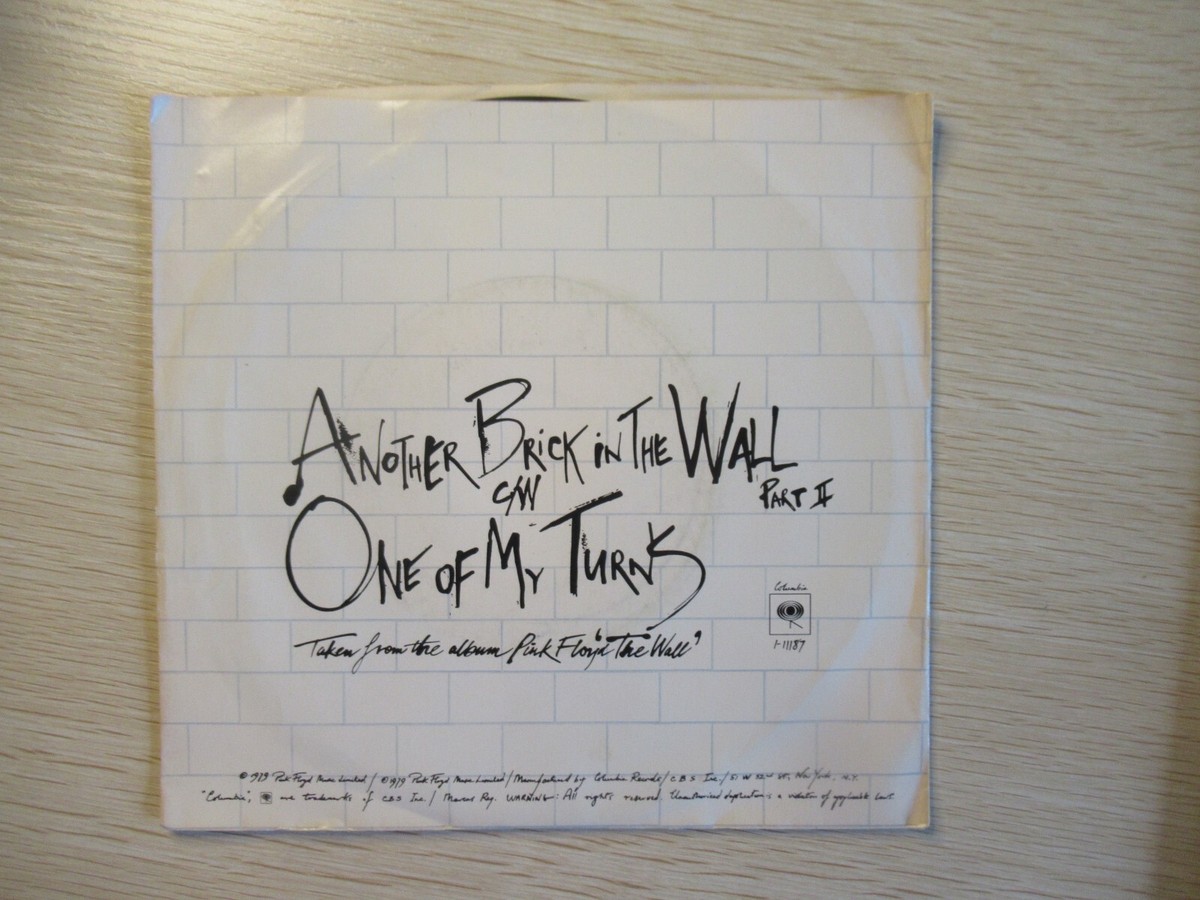 ANOTHER BRICK IN THE WALL
PART II
C/W
ONE OF MY TURNS
Columbia
1-11187
Taken from the album Pink Floyd 'The Wall'
© 1979 Pink Floyd Music Limited / ℗ 1979 Pink Floyd Music Limited / Manufactured by Columbia Records / CBS Inc. / 51 W 52nd St, New York, N.Y.
"Columbia", are trademarks of CBS Inc. / Marcas Reg. WARNING: All rights reserved. Unauthorized duplication is a violation of applicable laws.